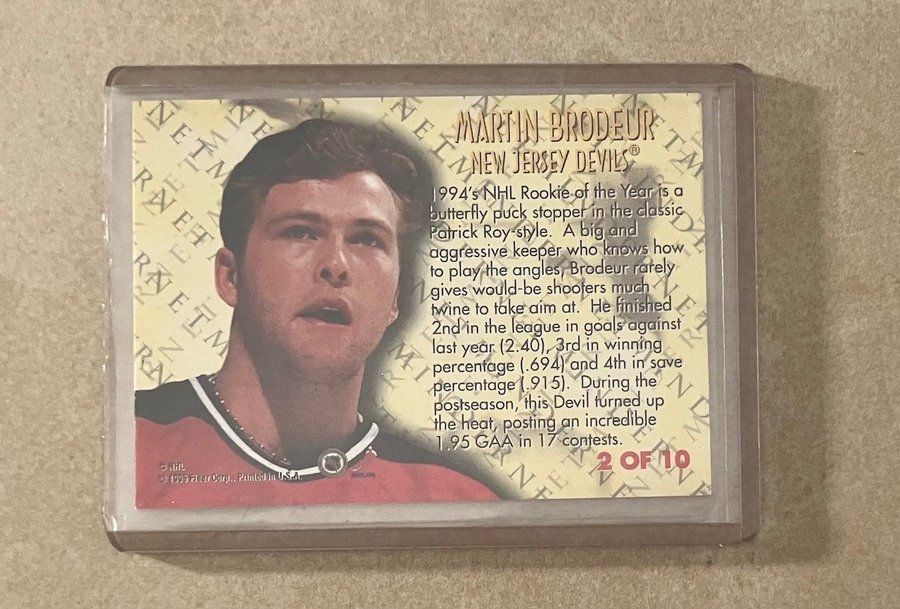 MARTIN BRODEUR
NEW JERSEY DEVILS®
1994's NHL Rookie of the Year is a
butterfly puck stopper in the classic
Patrick Roy style. A big and
aggressive keeper who knows how
to play the angles, Brodeur rarely
gives would-be shooters much
twine to take aim at. He finished
2nd in the league in goals against
last year (2.40), 3rd in winning
percentage (.694) and 4th in save
percentage (.915). During the
postseason, this Devil turned up
the heat, posting an incredible
1.95 GAA in 17 contests.
2 OF 10
© NHL
© 1995 Fleer Corp., Printed in U.S.A.